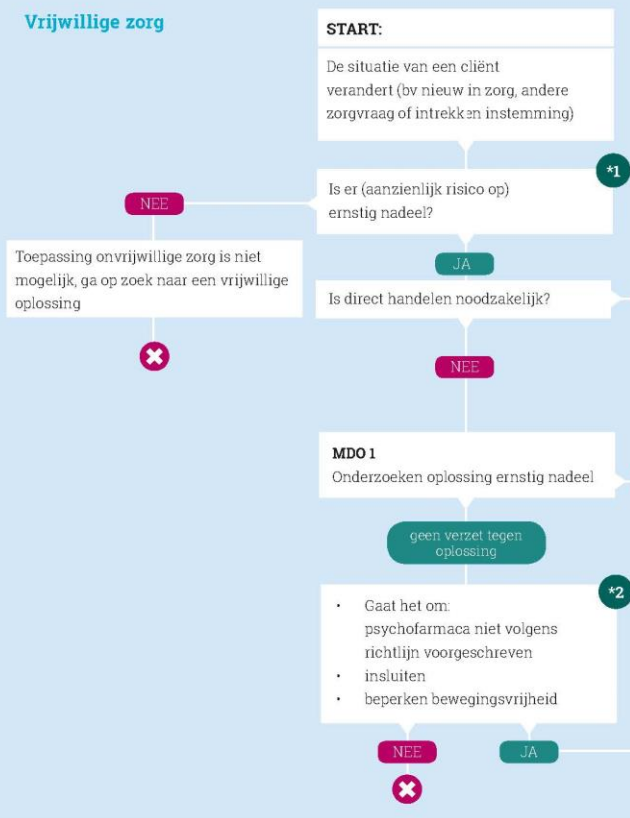 Vrijwillige zorg
START:
De situatie van een cliënt
verandert (bv nieuw in zorg, andere
zorgvraag of intrekken instemming)
*1
Is er (aanzienlijk risico op)
ernstig nadeel?
NEE
Toepassing onvrijwillige zorg is niet
mogelijk, ga op zoek naar een vrijwillige
oplossing
JA
Is direct handelen noodzakelijk?
NEE
MDO 1
Onderzoeken oplossing ernstig nadeel
geen verzet tegen
oplossing
*2
• Gaat het om:
psychofarmaca niet volgens
richtlijn voorgeschreven
• insluiten
• beperken bewegingsvrijheid
NEE
JA